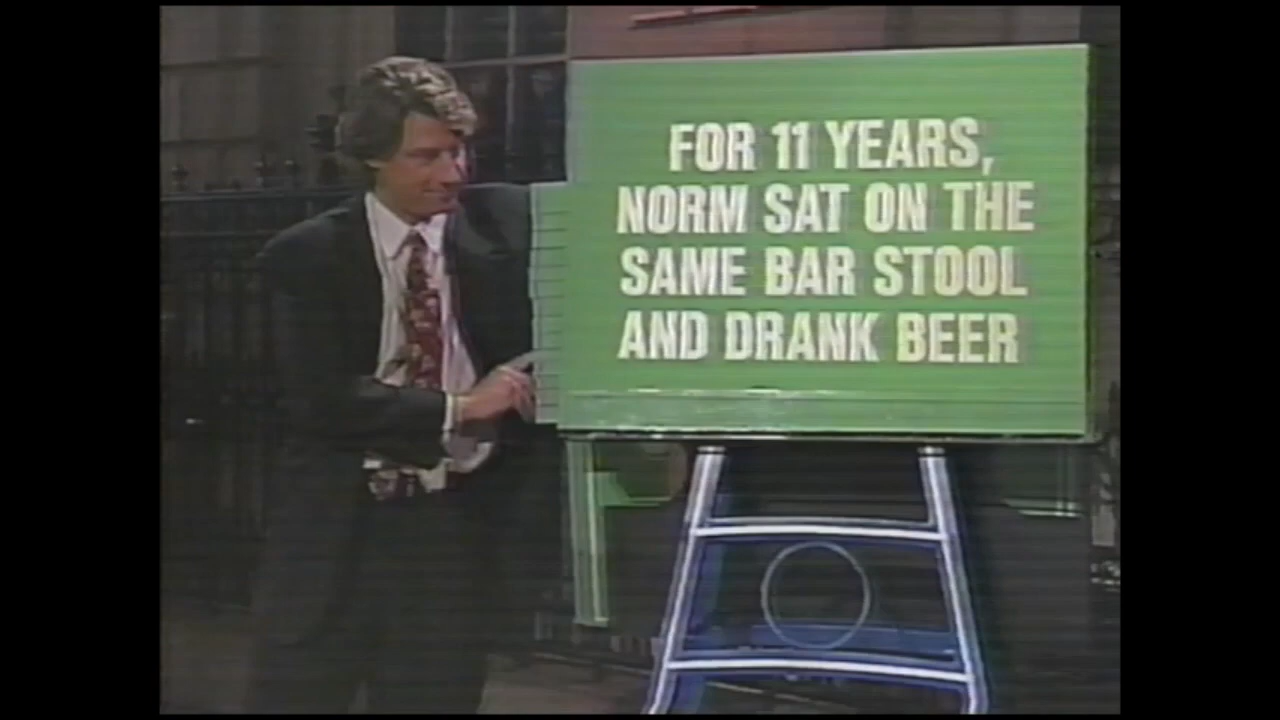 FOR 11 YEARS,
NORM SAT ON THE
SAME BAR STOOL
AND DRANK BEER